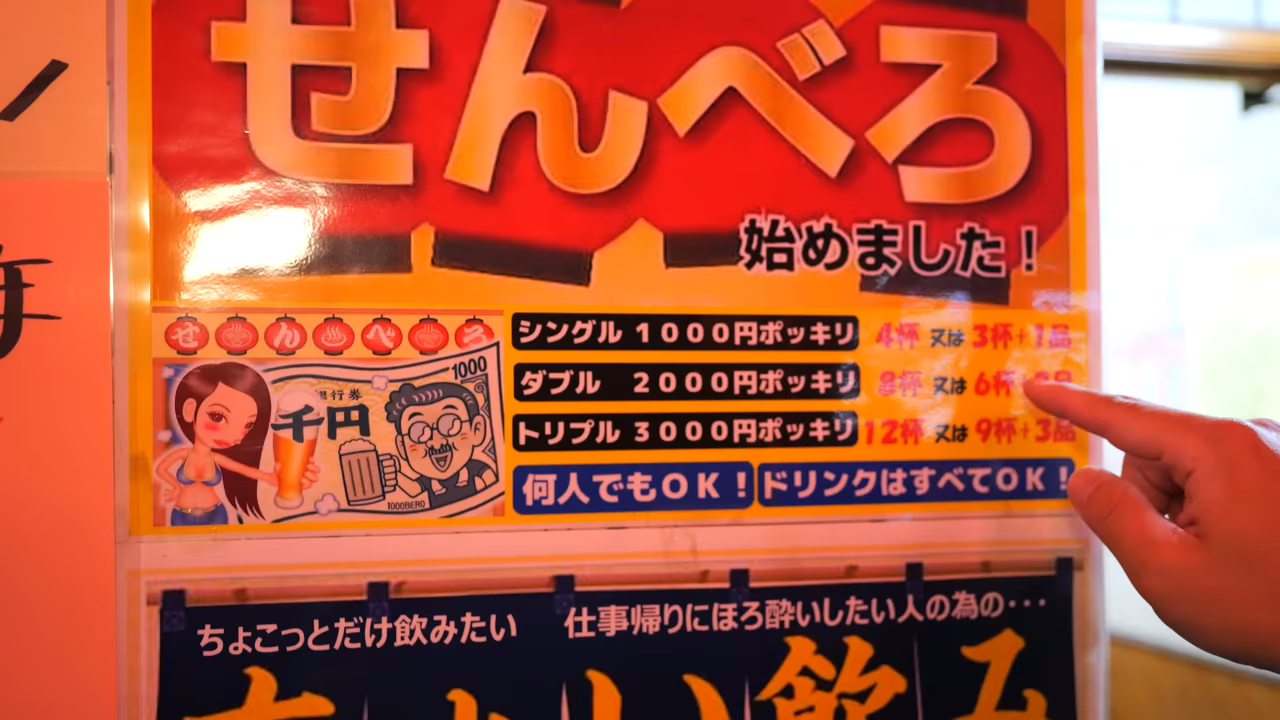 せんべろ
始めました！
せんべろ
シングル １０００円ポッキリ 4杯 又は 3杯+1品
ダブル ２０００円ポッキリ 8杯 又は 6杯+2品
トリプル ３０００円ポッキリ 12杯 又は 9杯+3品
1000
銀行券
千円
1000BERO
何人でもＯＫ！ ドリンクはすべてＯＫ！
ちょこっとだけ飲みたい 仕事帰りにほろ酔いしたい人の為の･･･
ちょい飲み